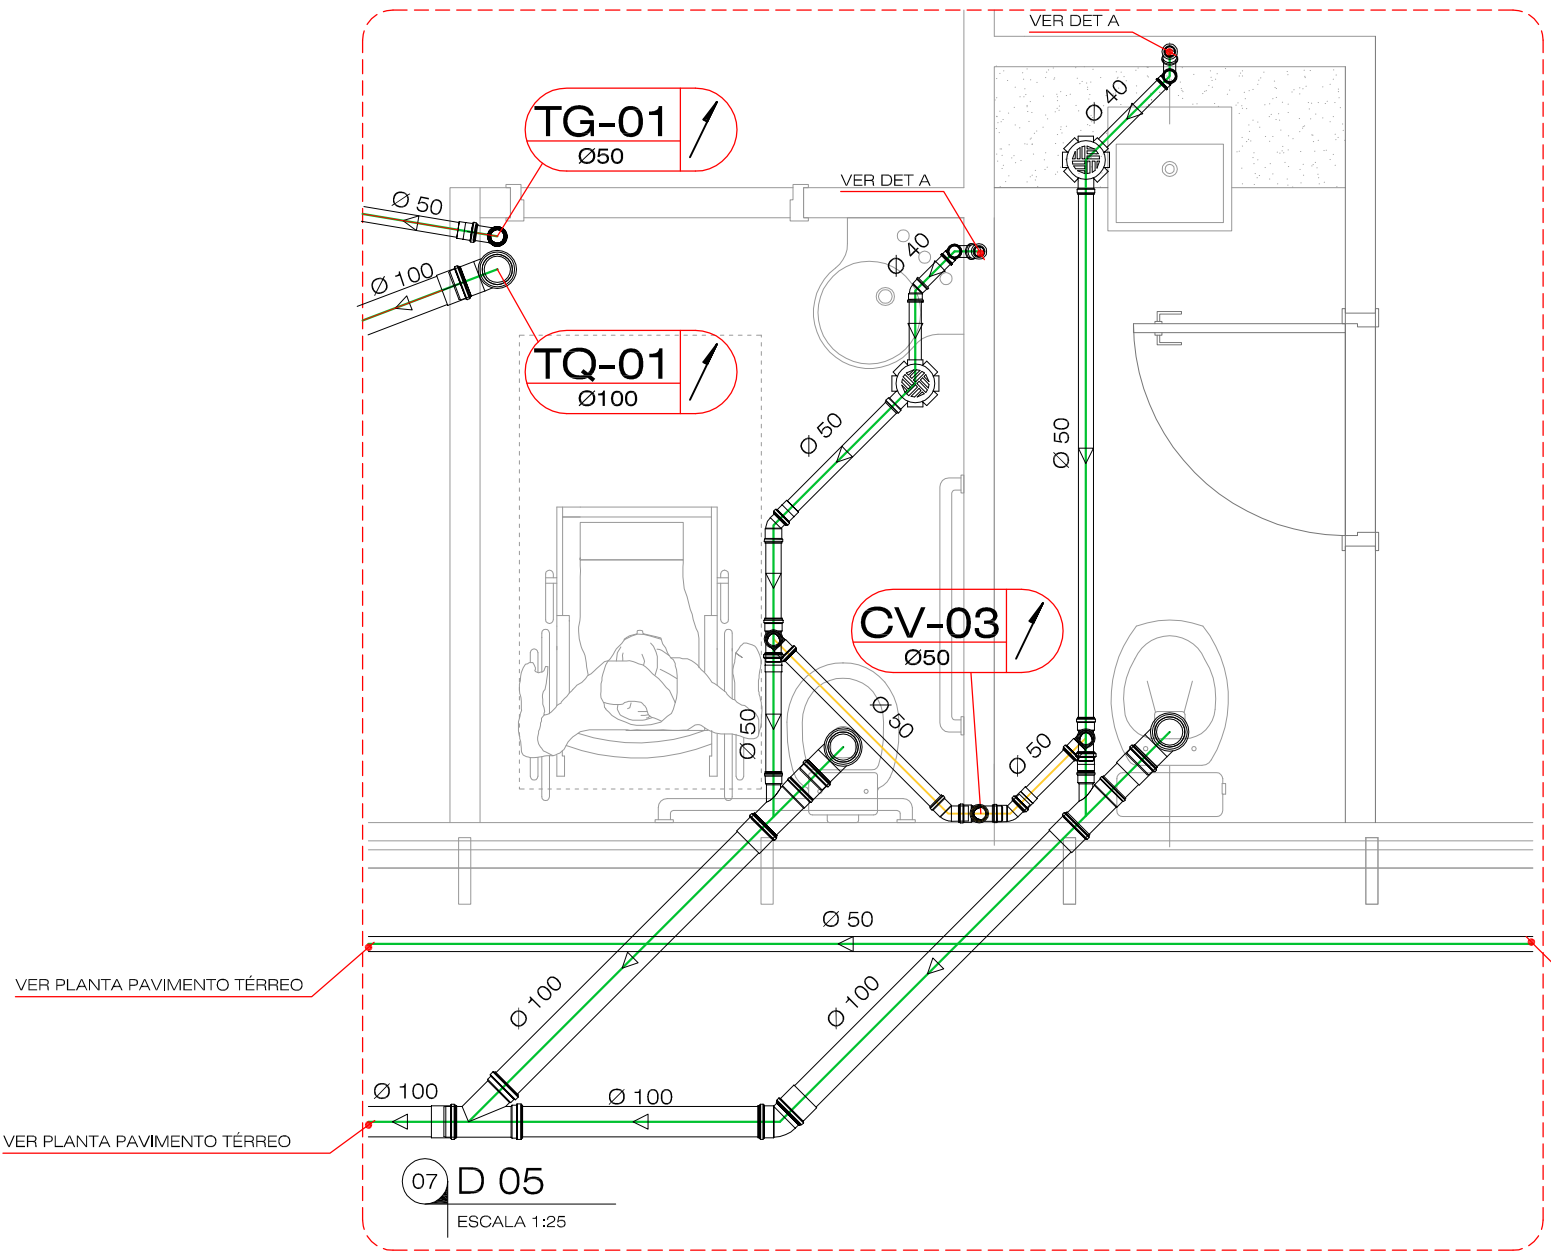 VER DET A
Ø 40
TG-01
Ø50
VER DET A
Ø 50
Ø 40
Ø 100
TQ-01
Ø100
Ø 50
Ø 50
CV-03
Ø50
Ø 50
Ø 50
Ø 50
Ø 50
VER PLANTA PAVIMENTO TÉRREO
Ø 100
Ø 100
Ø 100
Ø 100
VER PLANTA PAVIMENTO TÉRREO
07
D 05
ESCALA 1:25